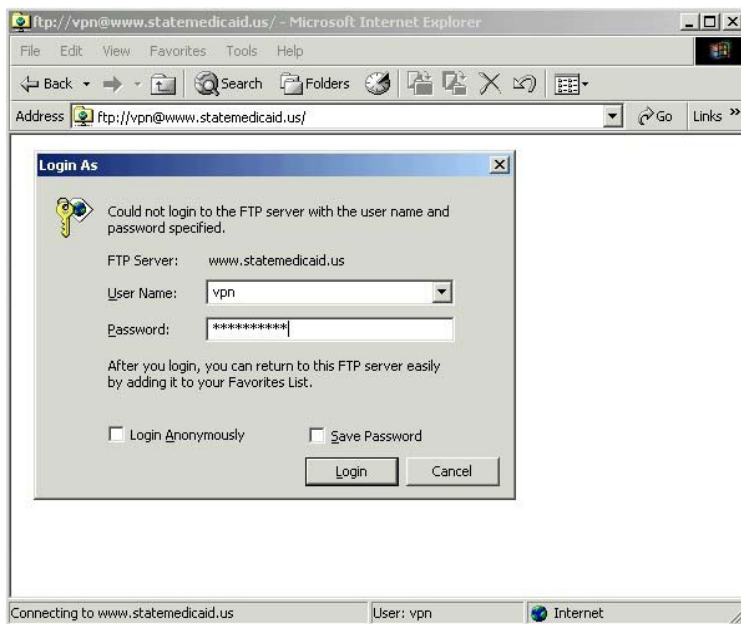 ftp://vpn@www.statemedicaid.us/ - Microsoft Internet Explorer
File Edit View Favorites Tools Help
Back Search Folders
Address ftp://vpn@www.statemedicaid.us/ Go Links »
Login As
Could not login to the FTP server with the user name and
password specified.
FTP Server: www.statemedicaid.us
User Name: vpn
Password: **********
After you login, you can return to this FTP server easily
by adding it to your Favorites List.
Login Anonymously Save Password
Login Cancel
Connecting to www.statemedicaid.us User: vpn Internet